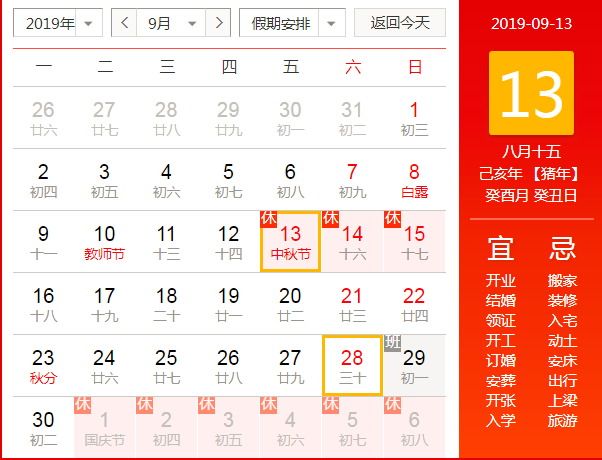 2019年 9月 假期安排 返回今天
一 二 三 四 五 六 日
26 27 28 29 30 31 1
廿六 廿七 廿八 廿九 初一 初二 初三
2 3 4 5 6 7 8
初四 初五 初六 初七 初八 初九 白露
休 休 休
9 10 11 12 13 14 15
十一 教师节 十三 十四 中秋节 十六 十七
16 17 18 19 20 21 22
十八 十九 二十 廿一 廿二 廿三 廿四
班
23 24 25 26 27 28 29
秋分 廿六 廿七 廿八 廿九 三十 初一
休 休 休 休 休 休
30 1 2 3 4 5 6
初二 国庆节 初四 初五 初六 初七 初八
2019-09-13
13
八月十五
己亥年 【猪年】
癸酉月 癸丑日
宜 忌
开业 搬家
结婚 装修
领证 入宅
开工 动土
订婚 安床
安葬 出行
开张 上梁
入学 旅游